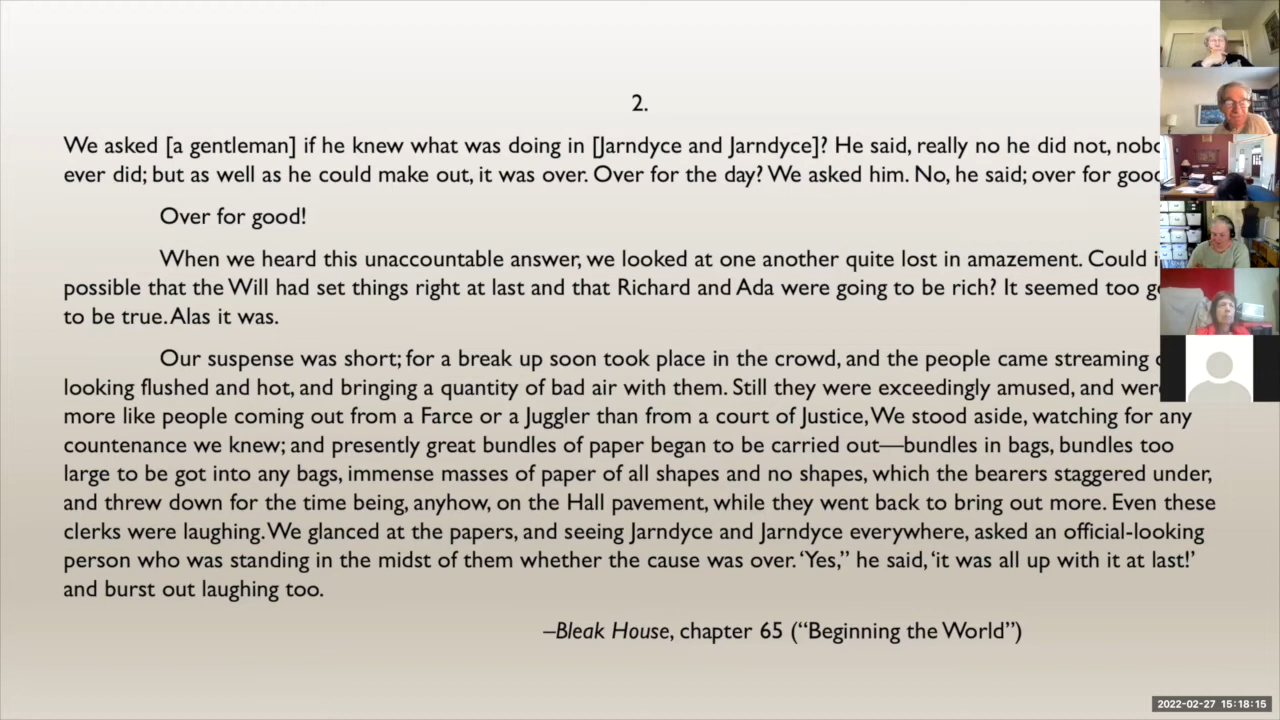 2.
We asked [a gentleman] if he knew what was doing in [Jarndyce and Jarndyce]? He said, really no he did not,
ever did; but as well as he could make out, it was over. Over for the day? We asked him. No, he said; over for
Over for good!
When we heard this unaccountable answer, we looked at one another quite lost in amazement. Could
possible that the Will had set things right at last and that Richard and Ada were going to be rich? It seemed too
to be true. Alas it was.
Our suspense was short; for a break up soon took place in the crowd, and the people came streaming
looking flushed and hot, and bringing a quantity of bad air with them. Still they were exceedingly amused, and
more like people coming out from a Farce or a Juggler than from a court of Justice, We stood aside, watching for any
countenance we knew; and presently great bundles of paper began to be carried out—bundles in bags, bundles too
large to be got into any bags, immense masses of paper of all shapes and no shapes, which the bearers staggered under,
and threw down for the time being, anyhow, on the Hall pavement, while they went back to bring out more. Even these
clerks were laughing. We glanced at the papers, and seeing Jarndyce and Jarndyce everywhere, asked an official-looking
person who was standing in the midst of them whether the cause was over. ‘Yes,” he said, ‘it was all up with it at last!’
and burst out laughing too.
–Bleak House, chapter 65 (“Beginning the World”)
2022-02-27 15:18:15